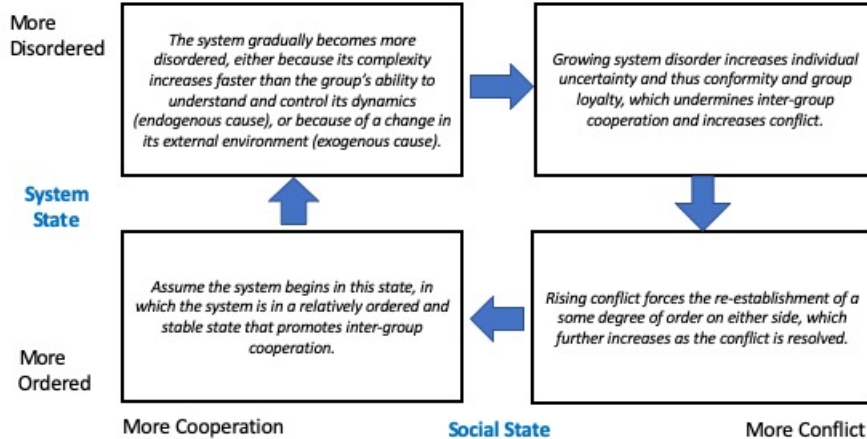 More
Disordered
The system gradually becomes more
disordered, either because its complexity
increases faster than the group's ability to
understand and control its dynamics
(endogenous cause), or because of a change in
its external environment (exogenous cause).
Growing system disorder increases individual
uncertainty and thus conformity and group
loyalty, which undermines inter-group
cooperation and increases conflict.
System
State
Assume the system begins in this state, in
which the system is in a relatively ordered and
stable state that promotes inter-group
cooperation.
Rising conflict forces the re-establishment of a
some degree of order on either side, which
further increases as the conflict is resolved.
More
Ordered
More Cooperation
Social State
More Conflict